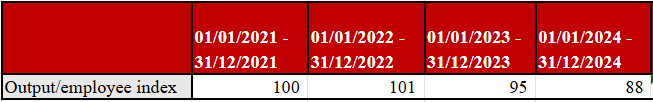 01/01/2021 - 01/01/2022 - 01/01/2023 - 01/01/2024 -
31/12/2021 31/12/2022 31/12/2023 31/12/2024
Output/employee index 100 101 95 88